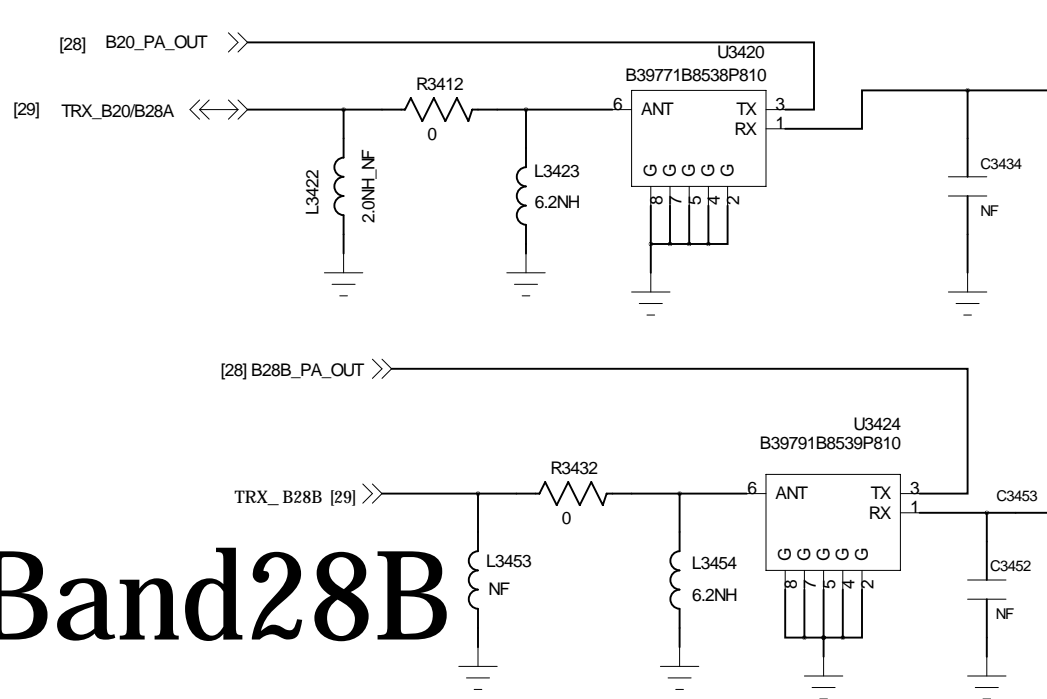 [28] B20_PA_OUT
U3420
B39771B8538P810
R3412
[29] TRX_B20/B28A
0
6 ANT TX 3
RX 1
G G G G G
8 7 5 4 2
L3422
2.0NH_NF
L3423
6.2NH
C3434
NF
[28] B28B_PA_OUT
U3424
B39791B8539P810
R3432
TRX_B28B [29]
0
6 ANT TX 3
RX 1
C3453
G G G G G
8 7 5 4 2
L3453
NF
L3454
6.2NH
C3452
NF
Band28B